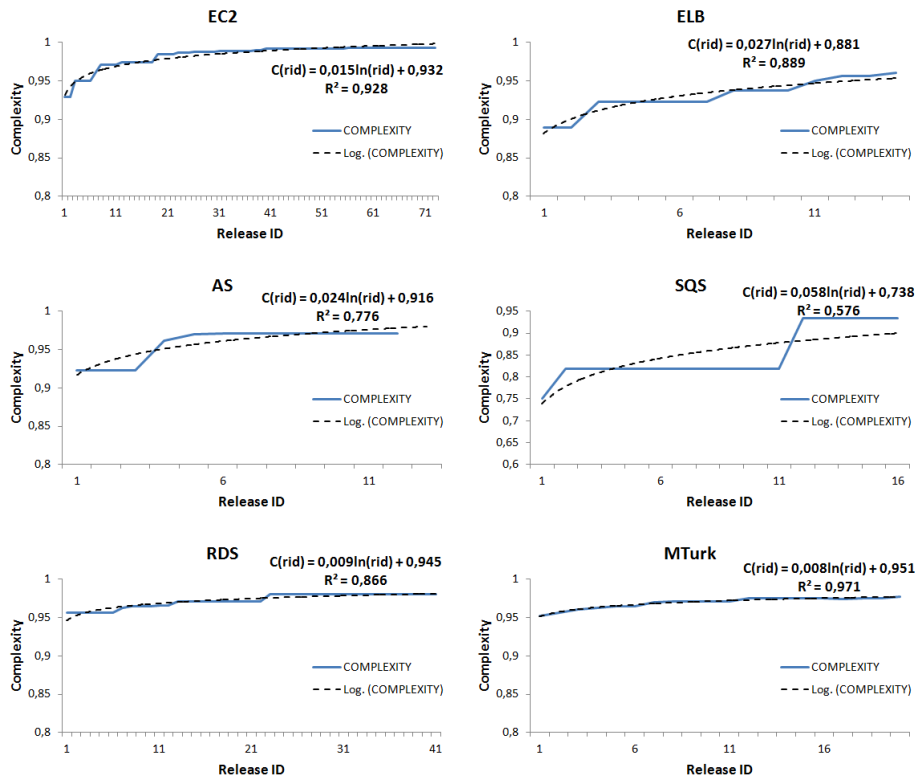 EC2
1
0,95
0,9
0,85
0,8
Complexity
C(rid) = 0,015ln(rid) + 0,932
R² = 0,928
COMPLEXITY
Log. (COMPLEXITY)
1 11 21 31 41 51 61 71
Release ID
ELB
1
0,95
0,9
0,85
0,8
Complexity
C(rid) = 0,027ln(rid) + 0,881
R² = 0,889
COMPLEXITY
Log. (COMPLEXITY)
1 6 11
Release ID
AS
1
0,95
0,9
0,85
0,8
Complexity
C(rid) = 0,024ln(rid) + 0,916
R² = 0,776
COMPLEXITY
Log. (COMPLEXITY)
1 6 11
Release ID
SQS
0,95
0,9
0,85
0,8
0,75
0,7
0,65
0,6
Complexity
C(rid) = 0,058ln(rid) + 0,738
R² = 0,576
COMPLEXITY
Log. (COMPLEXITY)
1 6 11 16
Release ID
RDS
1
0,95
0,9
0,85
0,8
Complexity
C(rid) = 0,009ln(rid) + 0,945
R² = 0,866
COMPLEXITY
Log. (COMPLEXITY)
1 11 21 31 41
Release ID
MTurk
1
0,95
0,9
0,85
0,8
Complexity
C(rid) = 0,008ln(rid) + 0,951
R² = 0,971
COMPLEXITY
Log. (COMPLEXITY)
1 6 11 16
Release ID